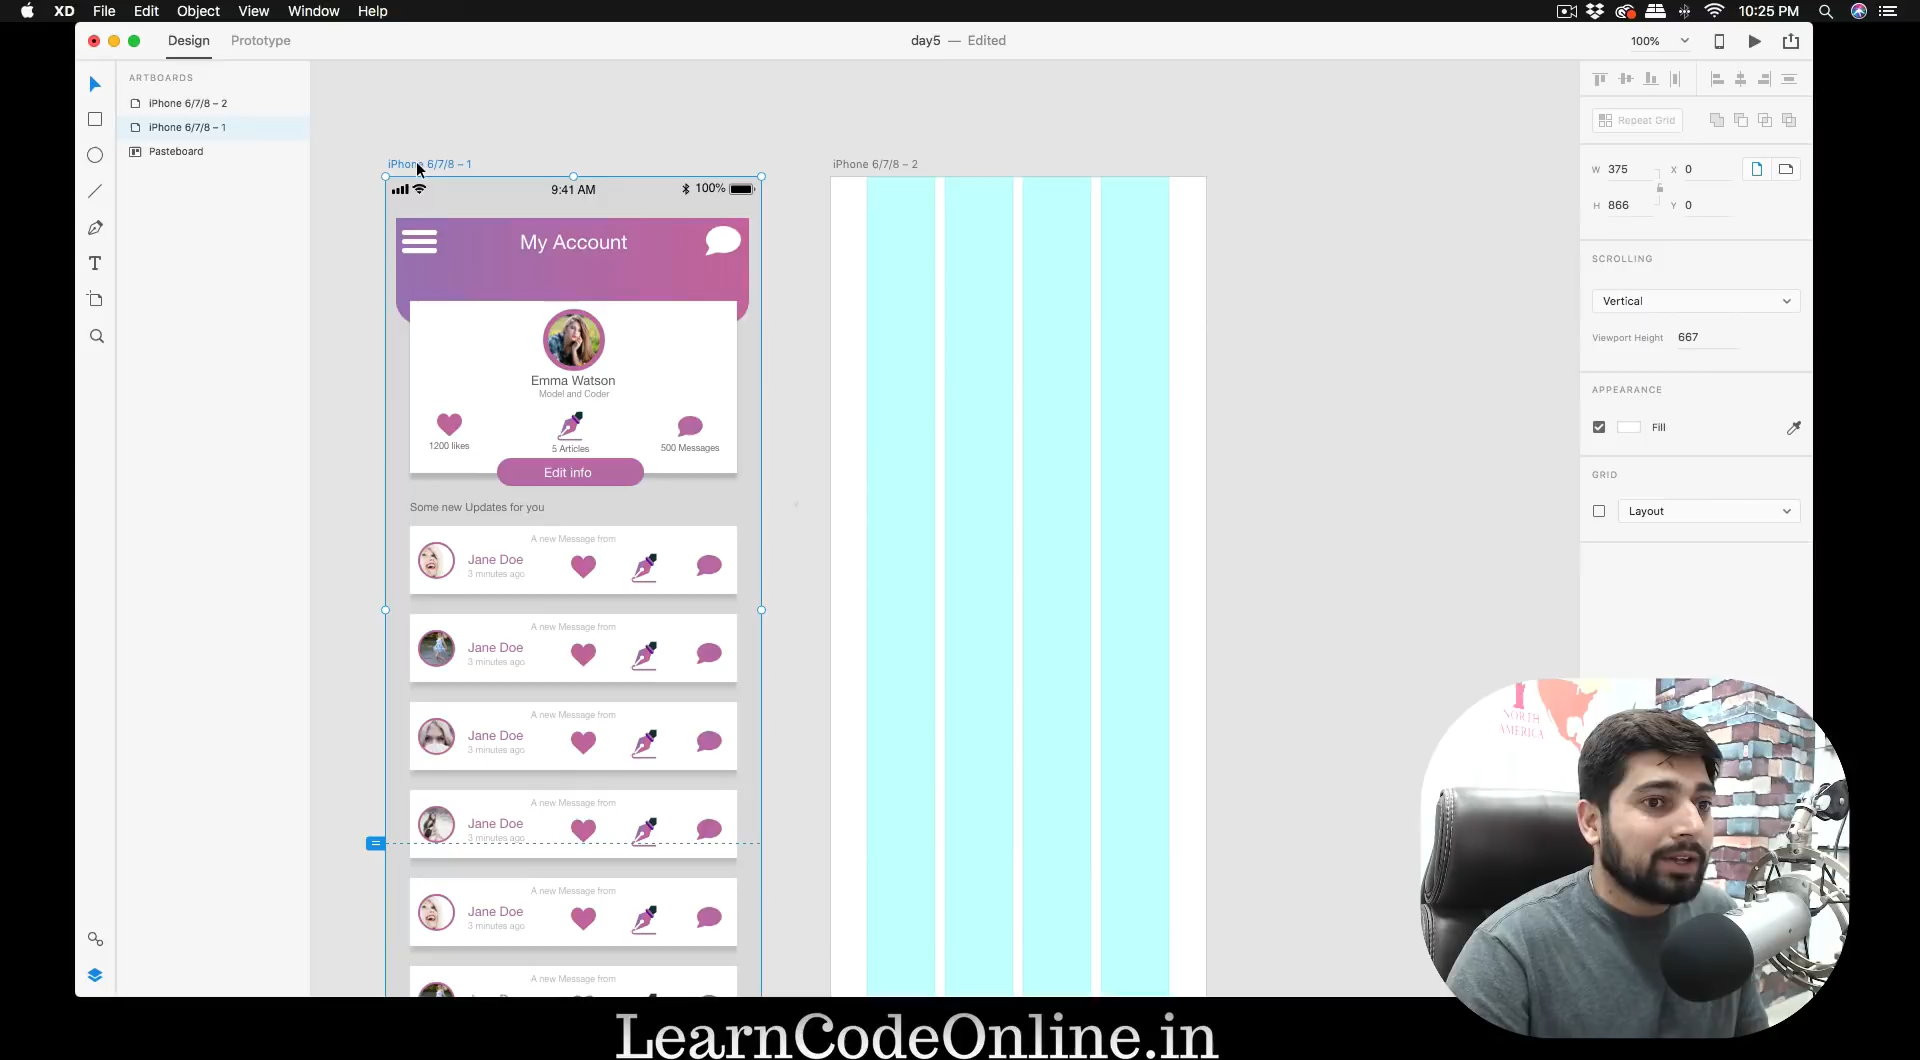 XD File Edit Object View Window Help 10:25 PM
Design Prototype day5 — Edited 100%
ARTBOARDS
iPhone 6/7/8 – 2
iPhone 6/7/8 – 1
Pasteboard
iPhone 6/7/8 – 1
9:41 AM 100%
My Account
Emma Watson
Model and Coder
1200 likes
5 Articles
500 Messages
Edit info
Some new Updates for you
A new Message from
Jane Doe
3 minutes ago
A new Message from
Jane Doe
3 minutes ago
A new Message from
Jane Doe
3 minutes ago
A new Message from
Jane Doe
3 minutes ago
A new Message from
Jane Doe
3 minutes ago
A new Message from
iPhone 6/7/8 – 2
Repeat Grid
W 375 X 0
H 866 Y 0
SCROLLING
Vertical
Viewport Height 667
APPEARANCE
Fill
GRID
Layout
NORTH
AMERICA
LearnCodeOnline.in